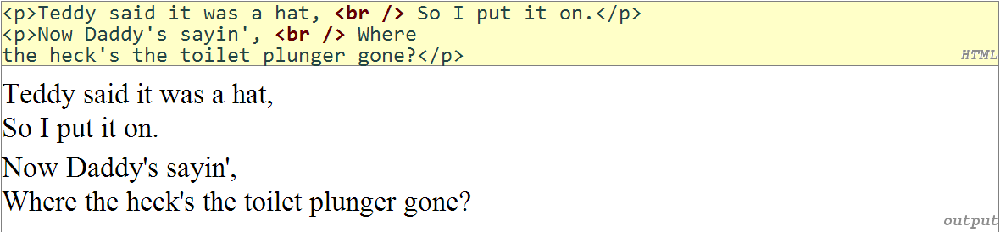 <p>Teddy said it was a hat, <br /> So I put it on.</p>
<p>Now Daddy's sayin', <br /> Where
the heck's the toilet plunger gone?</p>
HTML
Teddy said it was a hat,
So I put it on.
Now Daddy's sayin',
Where the heck's the toilet plunger gone?
output